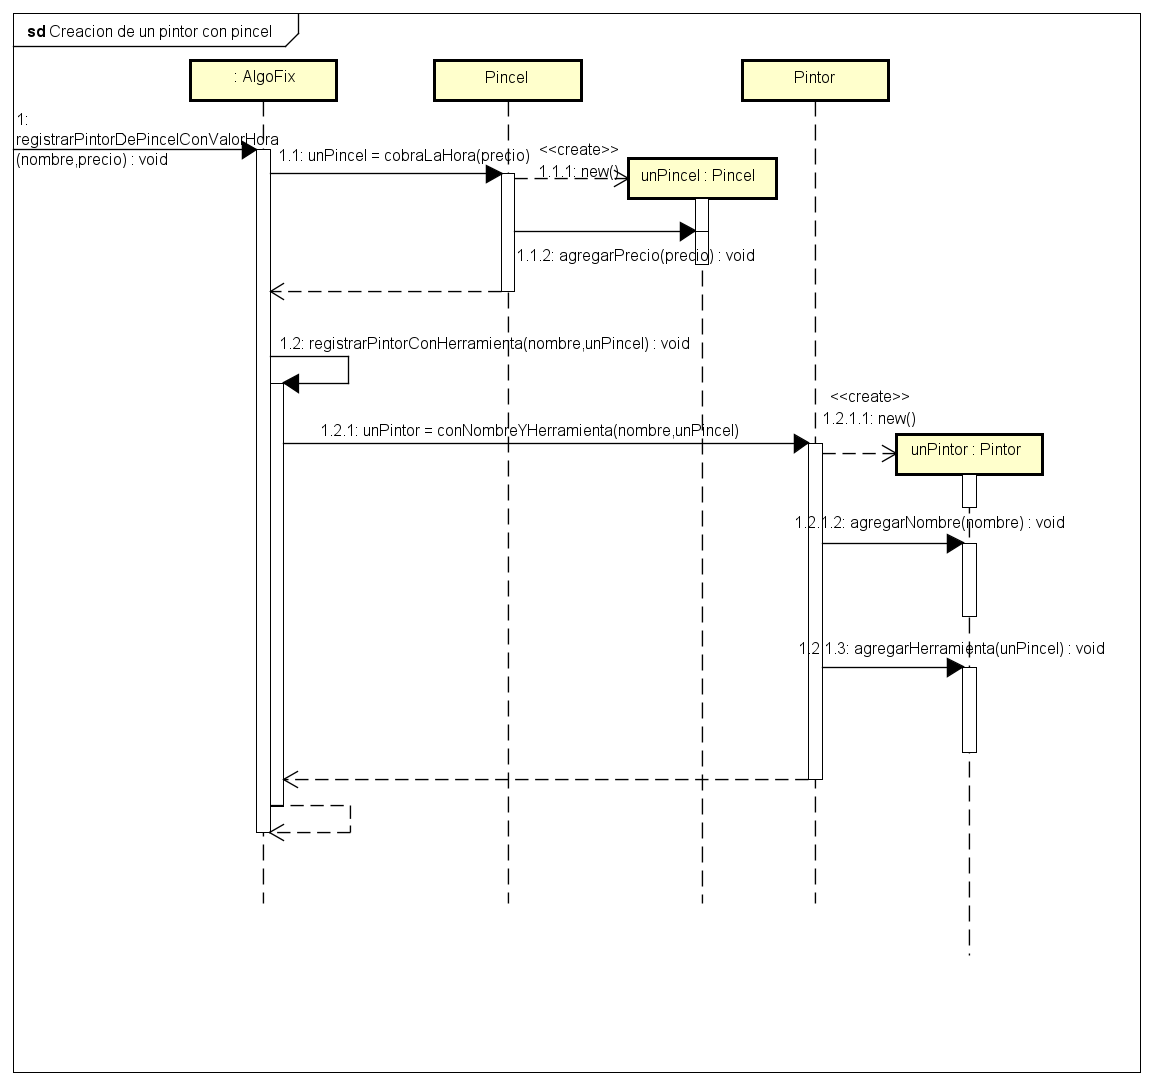 sd Creacion de un pintor con pincel
: AlgoFix
Pincel
Pintor
1:
registrarPintorDePincelConValorHora
(nombre,precio) : void
1.1: unPincel = cobraLaHora(precio)
<<create>>
1.1.1: new()
unPincel : Pincel
1.1.2: agregarPrecio(precio) : void
1.2: registrarPintorConHerramienta(nombre,unPincel) : void
<<create>>
1.2.1.1: new()
1.2.1: unPintor = conNombreYHerramienta(nombre,unPincel)
unPintor : Pintor
1.2.1.2: agregarNombre(nombre) : void
1.2.1.3: agregarHerramienta(unPincel) : void